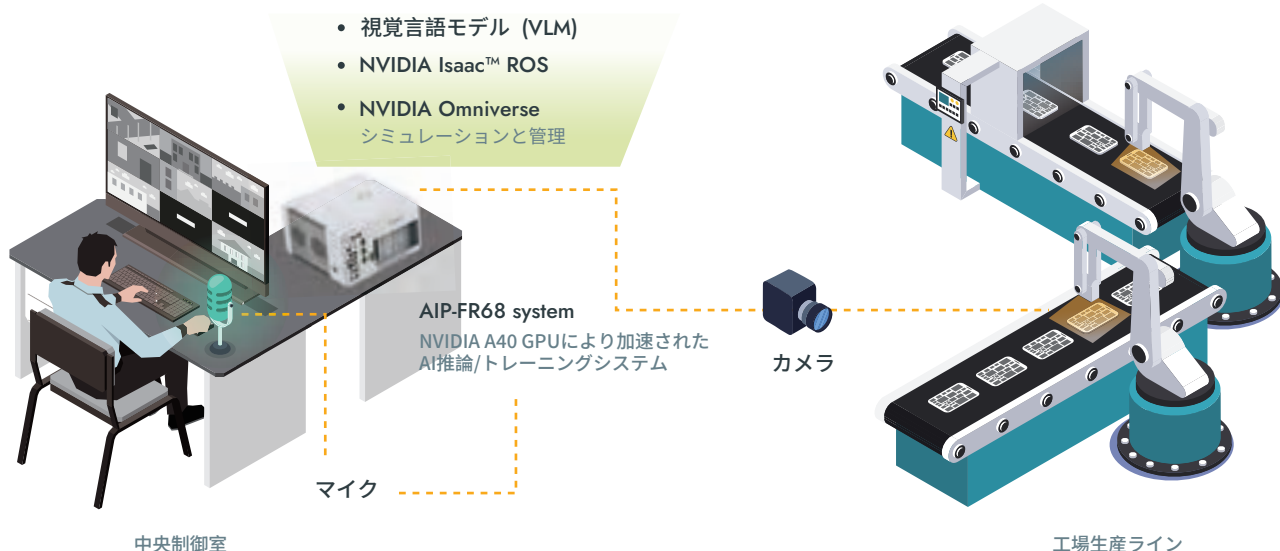 • 視覚言語モデル (VLM)
• NVIDIA Isaac™ ROS
• NVIDIA Omniverse
シミュレーションと管理
AIP-FR68 system
NVIDIA A40 GPUにより加速された
AI推論/トレーニングシステム
カメラ
マイク
中央制御室
工場生産ライン